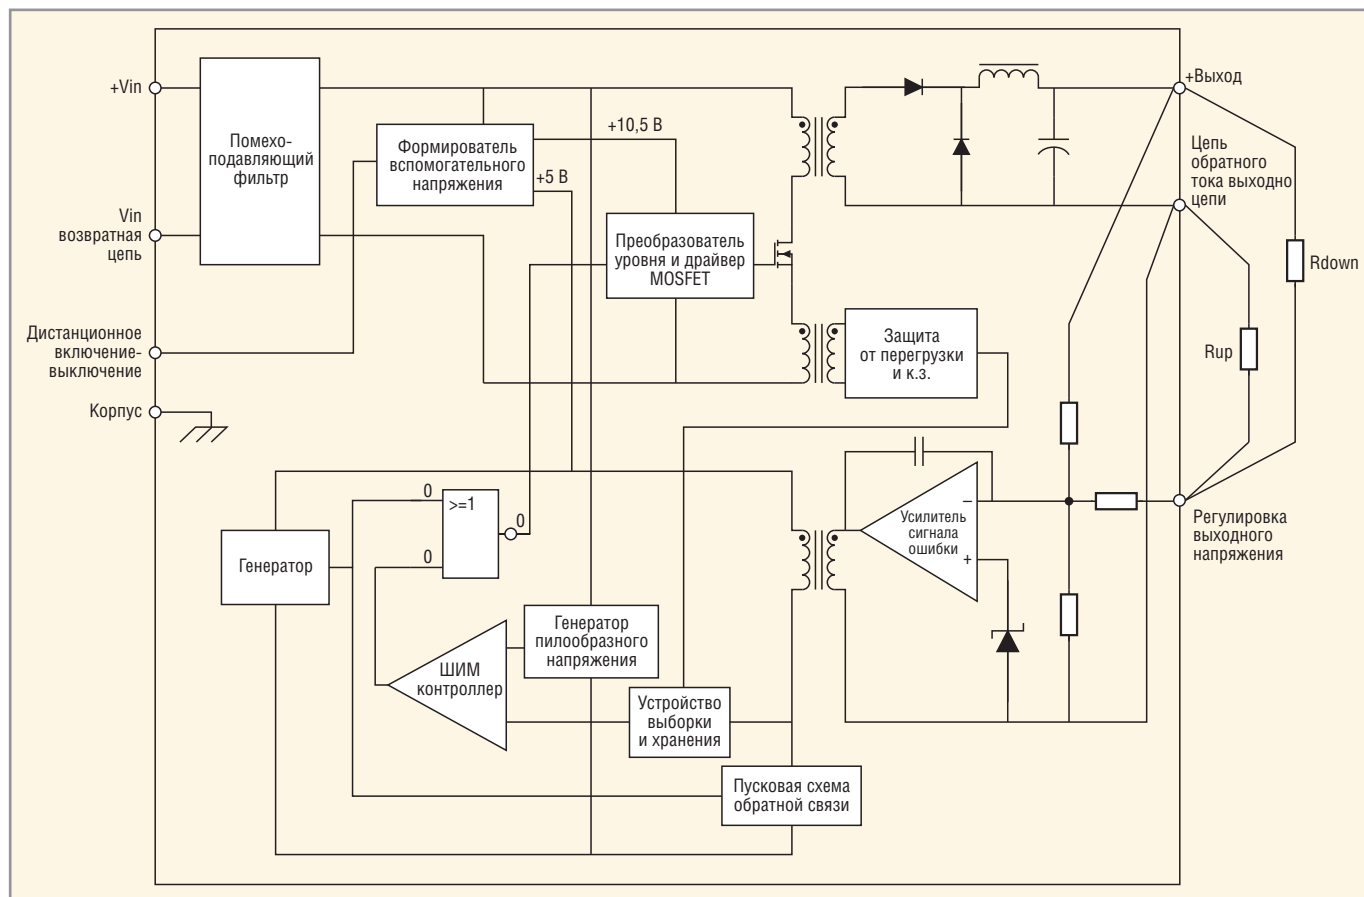 +Vin
Помехо-
подавляющий
фильтр
Vin
возвратная
цепь
Дистанционное
включение-
выключение
Корпус
Формирователь
вспомогательного
напряжения
+10,5 В
+5 В
Преобразователь
уровня и драйвер
MOSFET
Защита
от перегрузки
и к.з.
+Выход
Цепь
обратного
тока выходно
цепи
Rdown
Rup
Регулировка
выходного
напряжения
Генератор
0
0
>=1
0
ШИМ
контроллер
Генератор
пилообразного
напряжения
Устройство
выборки
и хранения
Пусковая схема
обратной связи
Усилитель
сигнала
ошибки
–
+